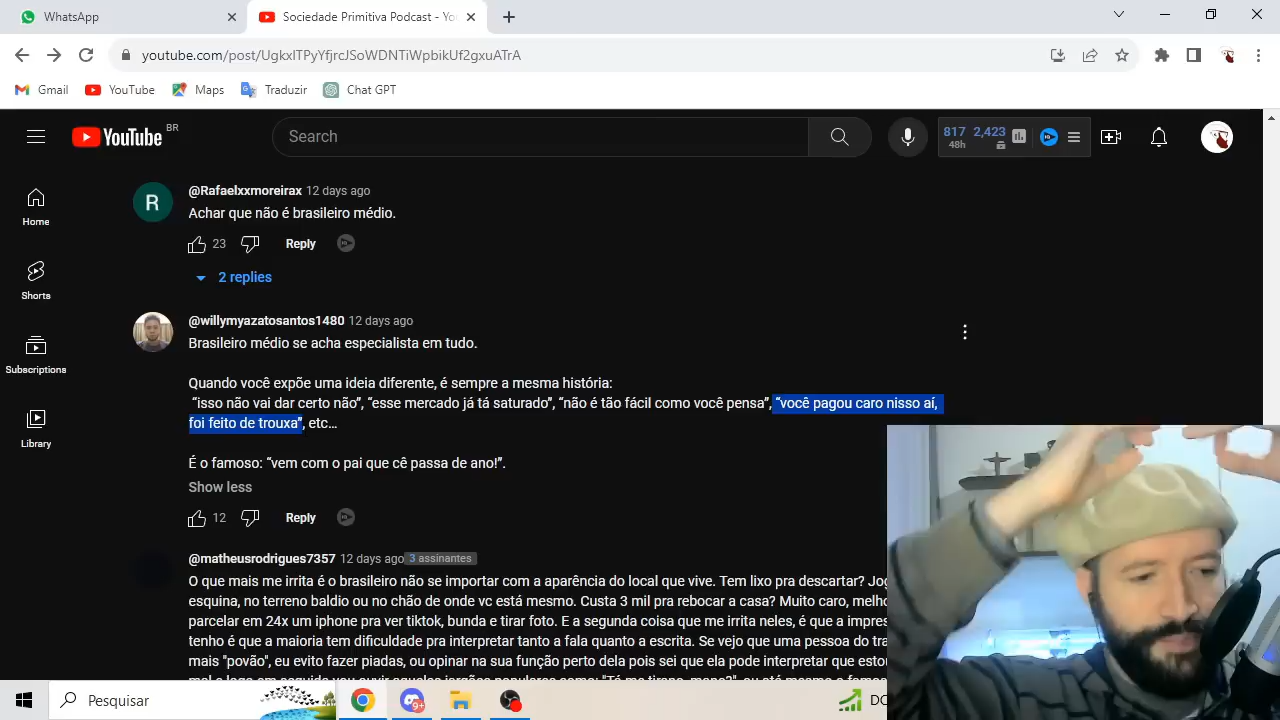 WhatsApp
Sociedade Primitiva Podcast - Yo
youtube.com/post/UgkxITPyYfjrcJSoWDNTiWpbikUf2gxuATrA
Gmail
YouTube
Maps
Traduzir
Chat GPT
YouTube BR
Search
817 2,423
48h
Home
Shorts
Subscriptions
Library
R
@Rafaelxxmoreirax 12 days ago
Achar que não é brasileiro médio.
23 Reply
2 replies
@willymyazatosantos1480 12 days ago
Brasileiro médio se acha especialista em tudo.
Quando você expõe uma ideia diferente, é sempre a mesma história:
“isso não vai dar certo não”, “esse mercado já tá saturado”, “não é tão fácil como você pensa”, “você pagou caro nisso aí,
foi feito de trouxa”, etc…
É o famoso: “vem com o pai que cê passa de ano!”.
Show less
12 Reply
@matheusrodrigues7357 12 days ago 3 assinantes
O que mais me irrita é o brasileiro não se importar com a aparência do local que vive. Tem lixo pra descartar? Jog
esquina, no terreno baldio ou no chão de onde vc está mesmo. Custa 3 mil pra rebocar a casa? Muito caro, melho
parcelar em 24x um iphone pra ver tiktok, bunda e tirar foto. E a segunda coisa que me irrita neles, é que a impres
tenho é que a maioria tem dificuldade pra interpretar tanto a fala quanto a escrita. Se vejo que uma pessoa do tra
mais "povão", eu evito fazer piadas, ou opinar na sua função perto dela pois sei que ela pode interpretar que estou
Pesquisar
9+
DO